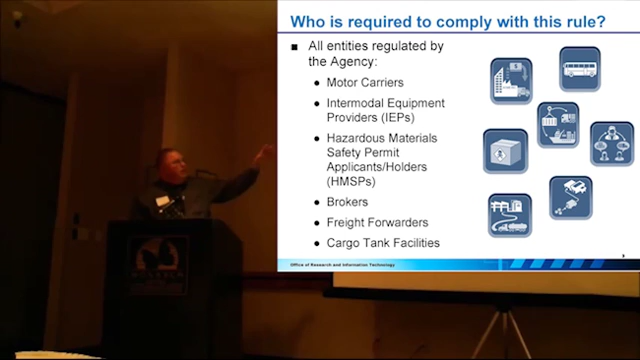 Who is required to comply with this rule?
■ All entities regulated by
the Agency:
● Motor Carriers
● Intermodal Equipment
Providers (IEPs)
● Hazardous Materials
Safety Permit
Applicants/Holders
(HMSPs)
● Brokers
● Freight Forwarders
● Cargo Tank Facilities
Office of Research and Information Technology